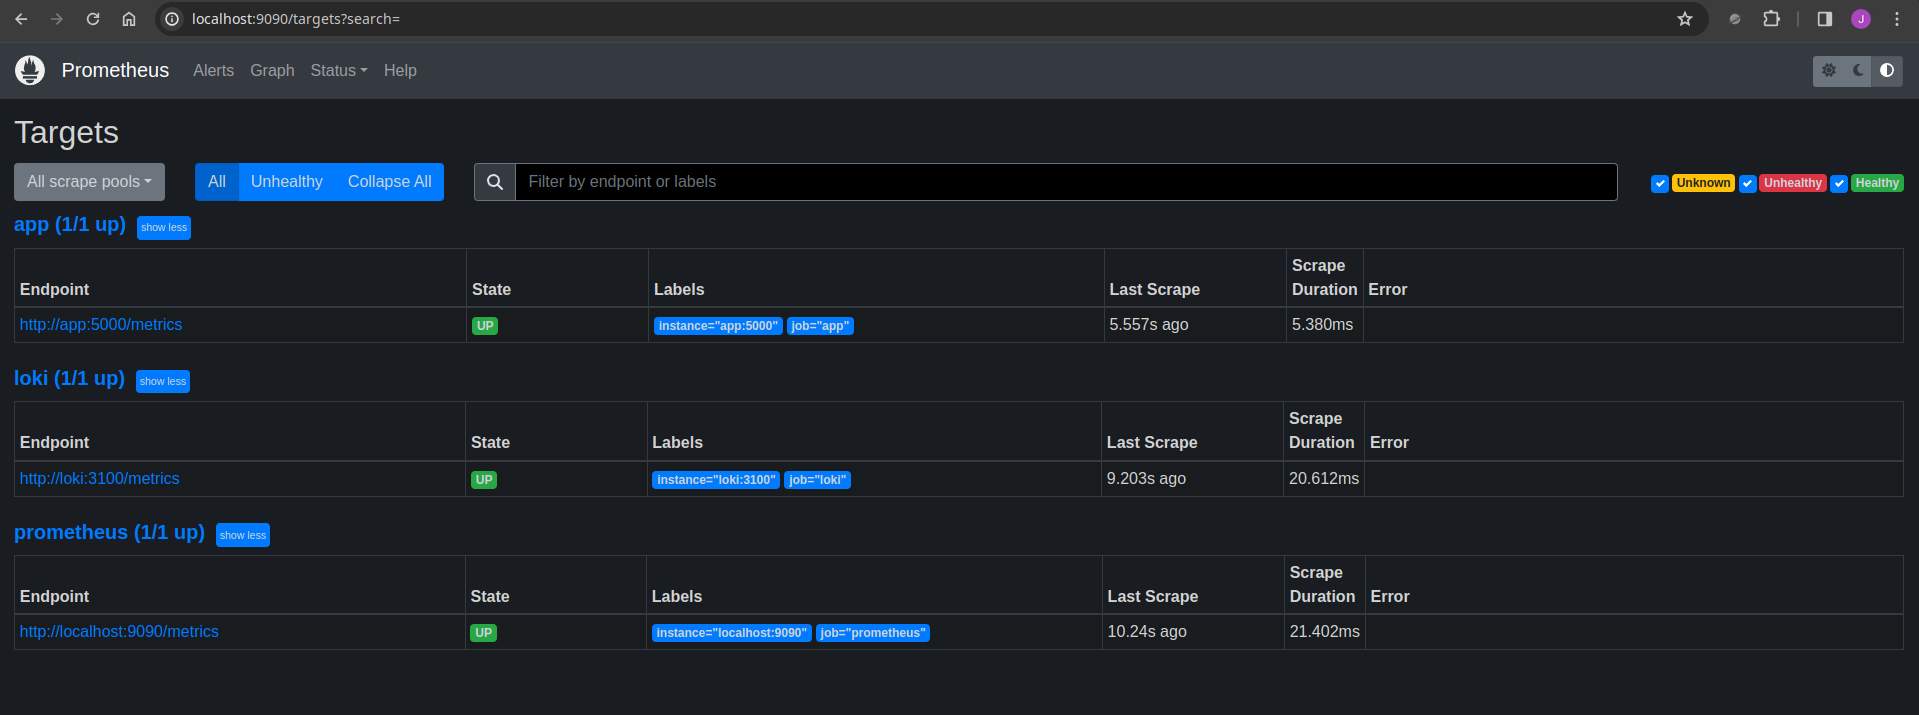 localhost:9090/targets?search=
J
Prometheus Alerts Graph Status Help
Targets
All scrape pools All Unhealthy Collapse All Filter by endpoint or labels Unknown Unhealthy Healthy
app (1/1 up) show less
Endpoint State Labels Last Scrape Scrape Duration Error
http://app:5000/metrics UP instance="app:5000" job="app" 5.557s ago 5.380ms
loki (1/1 up) show less
Endpoint State Labels Last Scrape Scrape Duration Error
http://loki:3100/metrics UP instance="loki:3100" job="loki" 9.203s ago 20.612ms
prometheus (1/1 up) show less
Endpoint State Labels Last Scrape Scrape Duration Error
http://localhost:9090/metrics UP instance="localhost:9090" job="prometheus" 10.24s ago 21.402ms